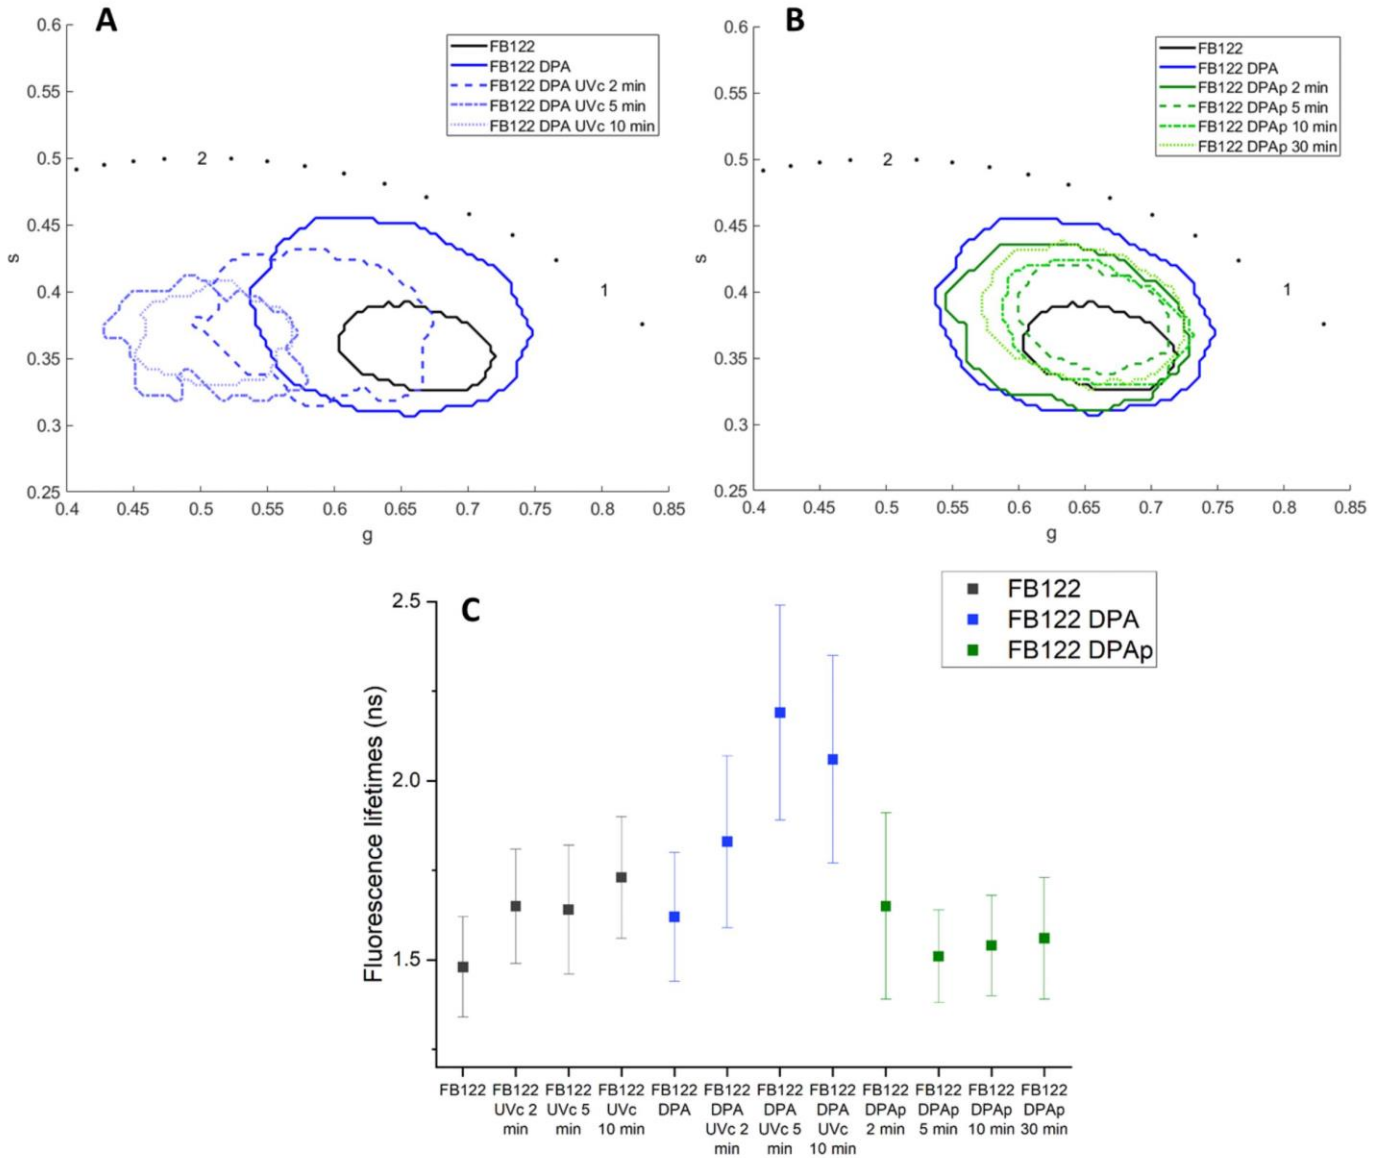 A
0.6
0.55
0.5
0.45
0.4
0.35
0.3
0.25
s
0.4
0.45
0.5
0.55
0.6
0.65
0.7
0.75
0.8
0.85
g
2
1
FB122
FB122 DPA
FB122 DPA UVc 2 min
FB122 DPA UVc 5 min
FB122 DPA UVc 10 min
B
0.6
0.55
0.5
0.45
0.4
0.35
0.3
0.25
s
0.4
0.45
0.5
0.55
0.6
0.65
0.7
0.75
0.8
0.85
g
2
1
FB122
FB122 DPA
FB122 DPAp 2 min
FB122 DPAp 5 min
FB122 DPAp 10 min
FB122 DPAp 30 min
C
FB122
FB122 DPA
FB122 DPAp
Fluorescence lifetimes (ns)
2.5
2.0
1.5
FB122
FB122
UVc 2
min
FB122
UVc 5
min
FB122
UVc
10 min
FB122
DPA
FB122
DPA
UVc 2
min
FB122
DPA
UVc 5
min
FB122
DPA
UVc
10 min
FB122
DPAp
2 min
FB122
DPAp
5 min
FB122
DPAp
10 min
FB122
DPAp
30 min